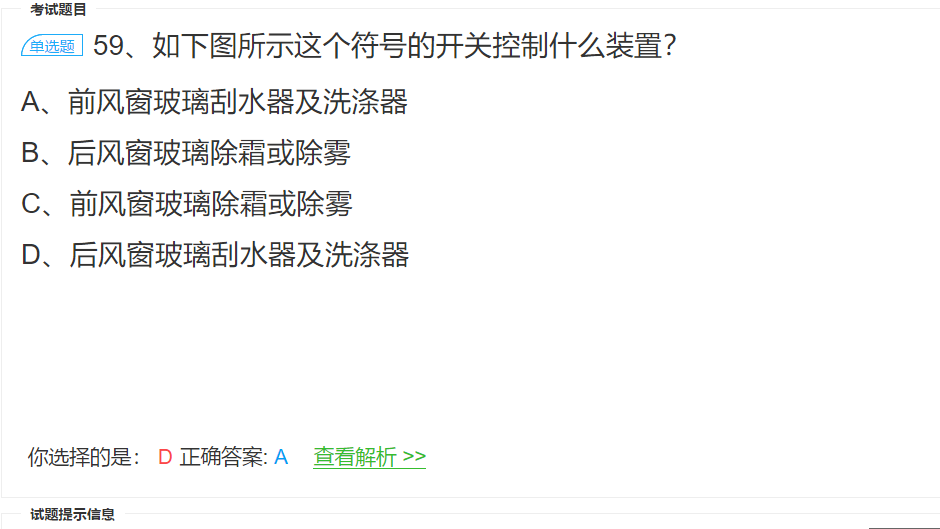 考试题目
单选题 59、如下图所示这个符号的开关控制什么装置?
A、前风窗玻璃刮水器及洗涤器
B、后风窗玻璃除霜或除雾
C、前风窗玻璃除霜或除雾
D、后风窗玻璃刮水器及洗涤器
你选择的是： D 正确答案: A 查看解析 >>
试题提示信息